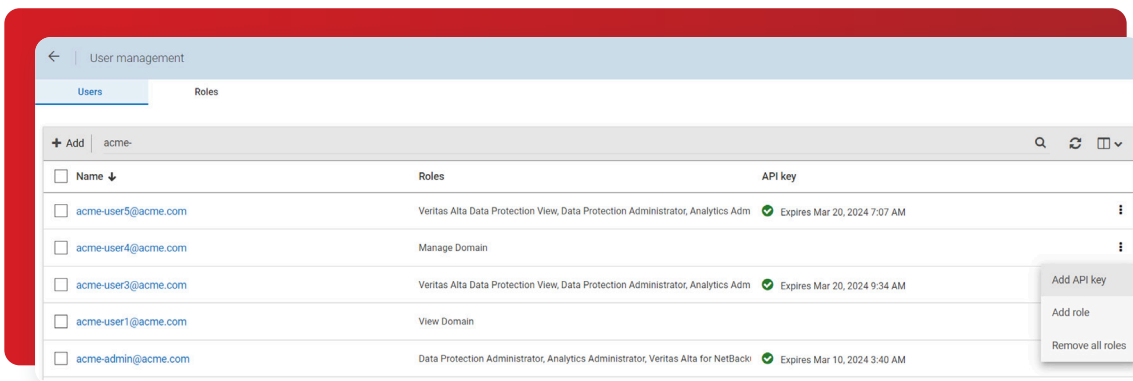 User management
Users Roles
Add acme-
Name Roles API key
acme-user5@acme.com Veritas Alta Data Protection View, Data Protection Administrator, Analytics Adm Expires Mar 20, 2024 7:07 AM
acme-user4@acme.com Manage Domain
acme-user3@acme.com Veritas Alta Data Protection View, Data Protection Administrator, Analytics Adm Expires Mar 20, 2024 9:34 AM
Add API key
acme-user1@acme.com View Domain
Add role
Remove all roles
acme-admin@acme.com Data Protection Administrator, Analytics Administrator, Veritas Alta for NetBack Expires Mar 10, 2024 3:40 AM